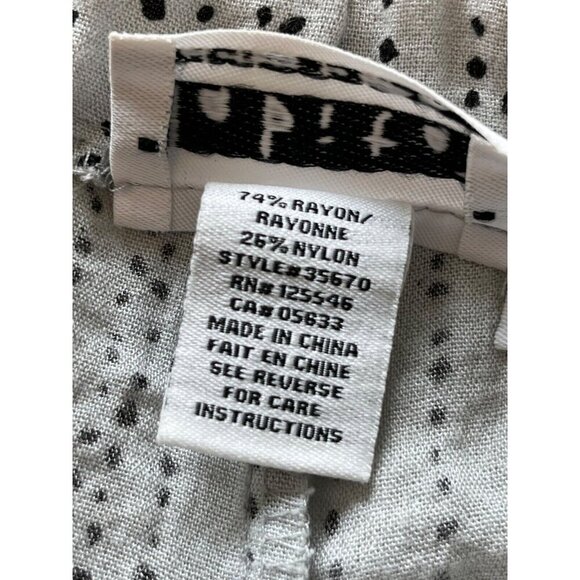 74% RAYON/
RAYONNE
26% NYLON
STYLE#35670
RN# 125546
CA# 05633
MADE IN CHINA
FAIT EN CHINE
SEE REVERSE
FOR CARE
INSTRUCTIONS